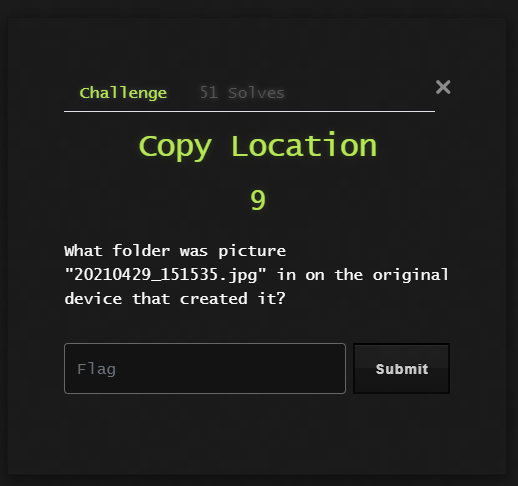 Challenge
51 Solves
×
Copy Location
9
What folder was picture
"20210429_151535.jpg" in on the original
device that created it?
Flag
Submit